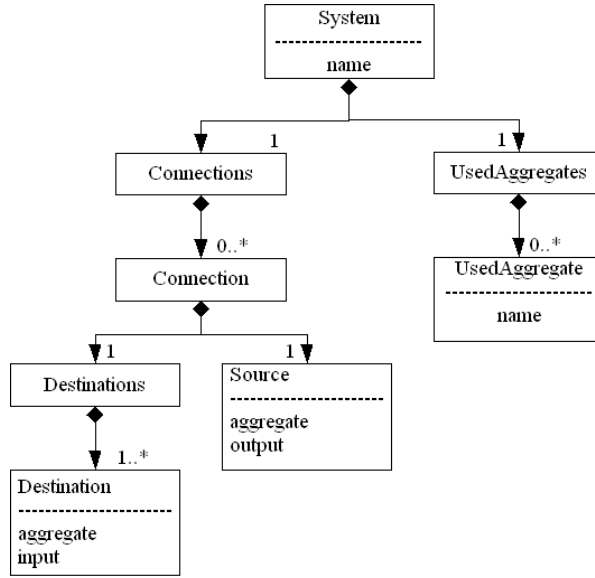 System
name
1
1
Connections
UsedAggregates
0..*
0..*
Connection
UsedAggregate
name
1
1
Destinations
Source
aggregate
output
1..*
Destination
aggregate
input